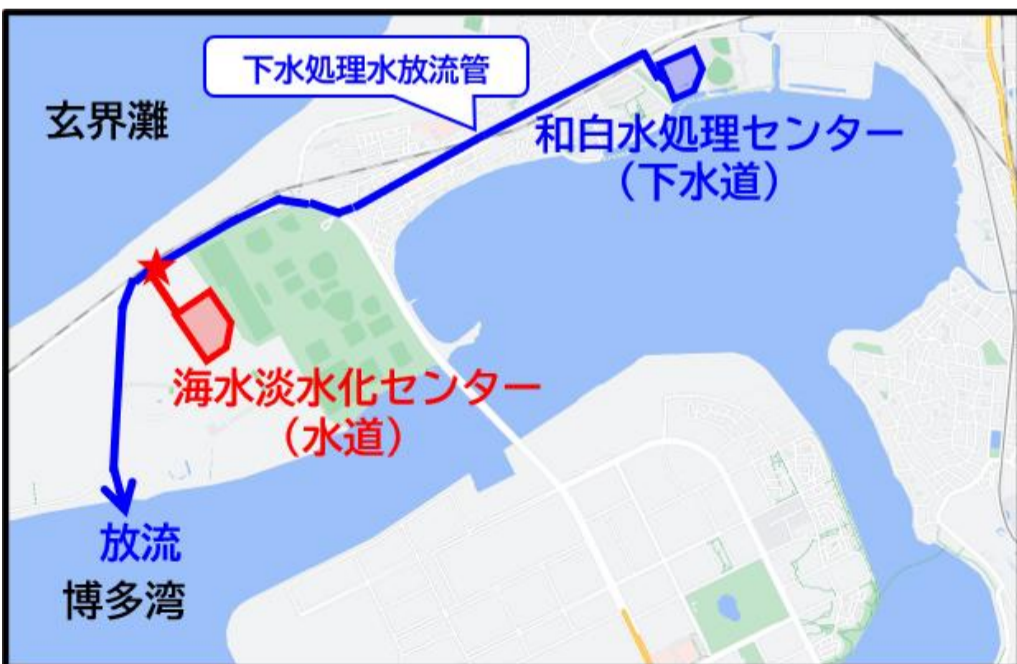 下水処理水放流管
玄界灘
和白水処理センター
（下水道）
海水淡水化センター
（水道）
放流
博多湾